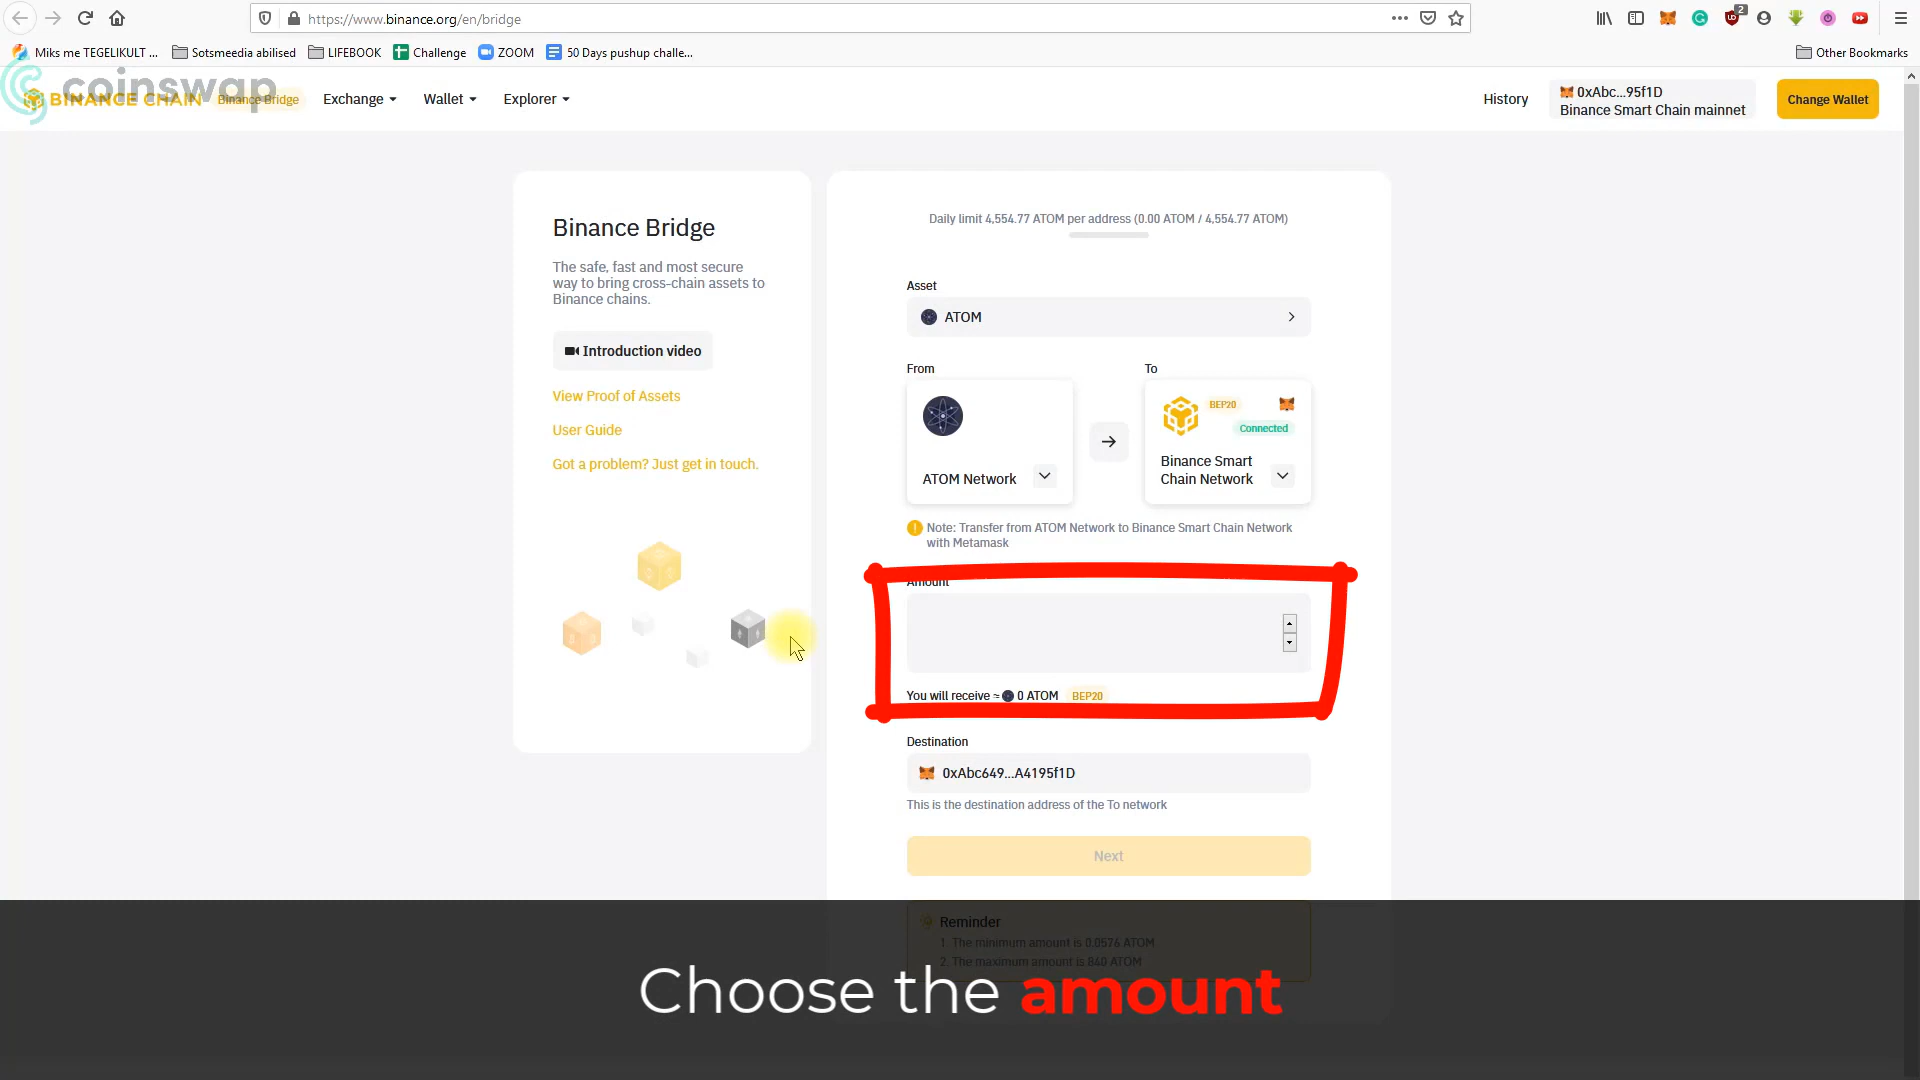 https://www.binance.org/en/bridge
2
Miks me TEGELIKULT ...
Sotsmeedia abilised
LIFEBOOK
Challenge
ZOOM
50 Days pushup challe...
Other Bookmarks
coinswap
BINANCE CHAIN
Binance Bridge
Exchange
Wallet
Explorer
History
0xAbc...95f1D
Binance Smart Chain mainnet
Change Wallet
Binance Bridge
The safe, fast and most secure
way to bring cross-chain assets to
Binance chains.
Introduction video
View Proof of Assets
User Guide
Got a problem? Just get in touch.
Daily limit 4,554.77 ATOM per address (0.00 ATOM / 4,554.77 ATOM)
Asset
ATOM
From
To
ATOM Network
BEP20
Connected
Binance Smart
Chain Network
Note: Transfer from ATOM Network to Binance Smart Chain Network
with Metamask
Amount
You will receive ≈ 0 ATOM BEP20
Destination
0xAbc649...A4195f1D
This is the destination address of the To network
Next
Reminder
1. The minimum amount is 0.0576 ATOM
2. The maximum amount is 840 ATOM
Choose the amount